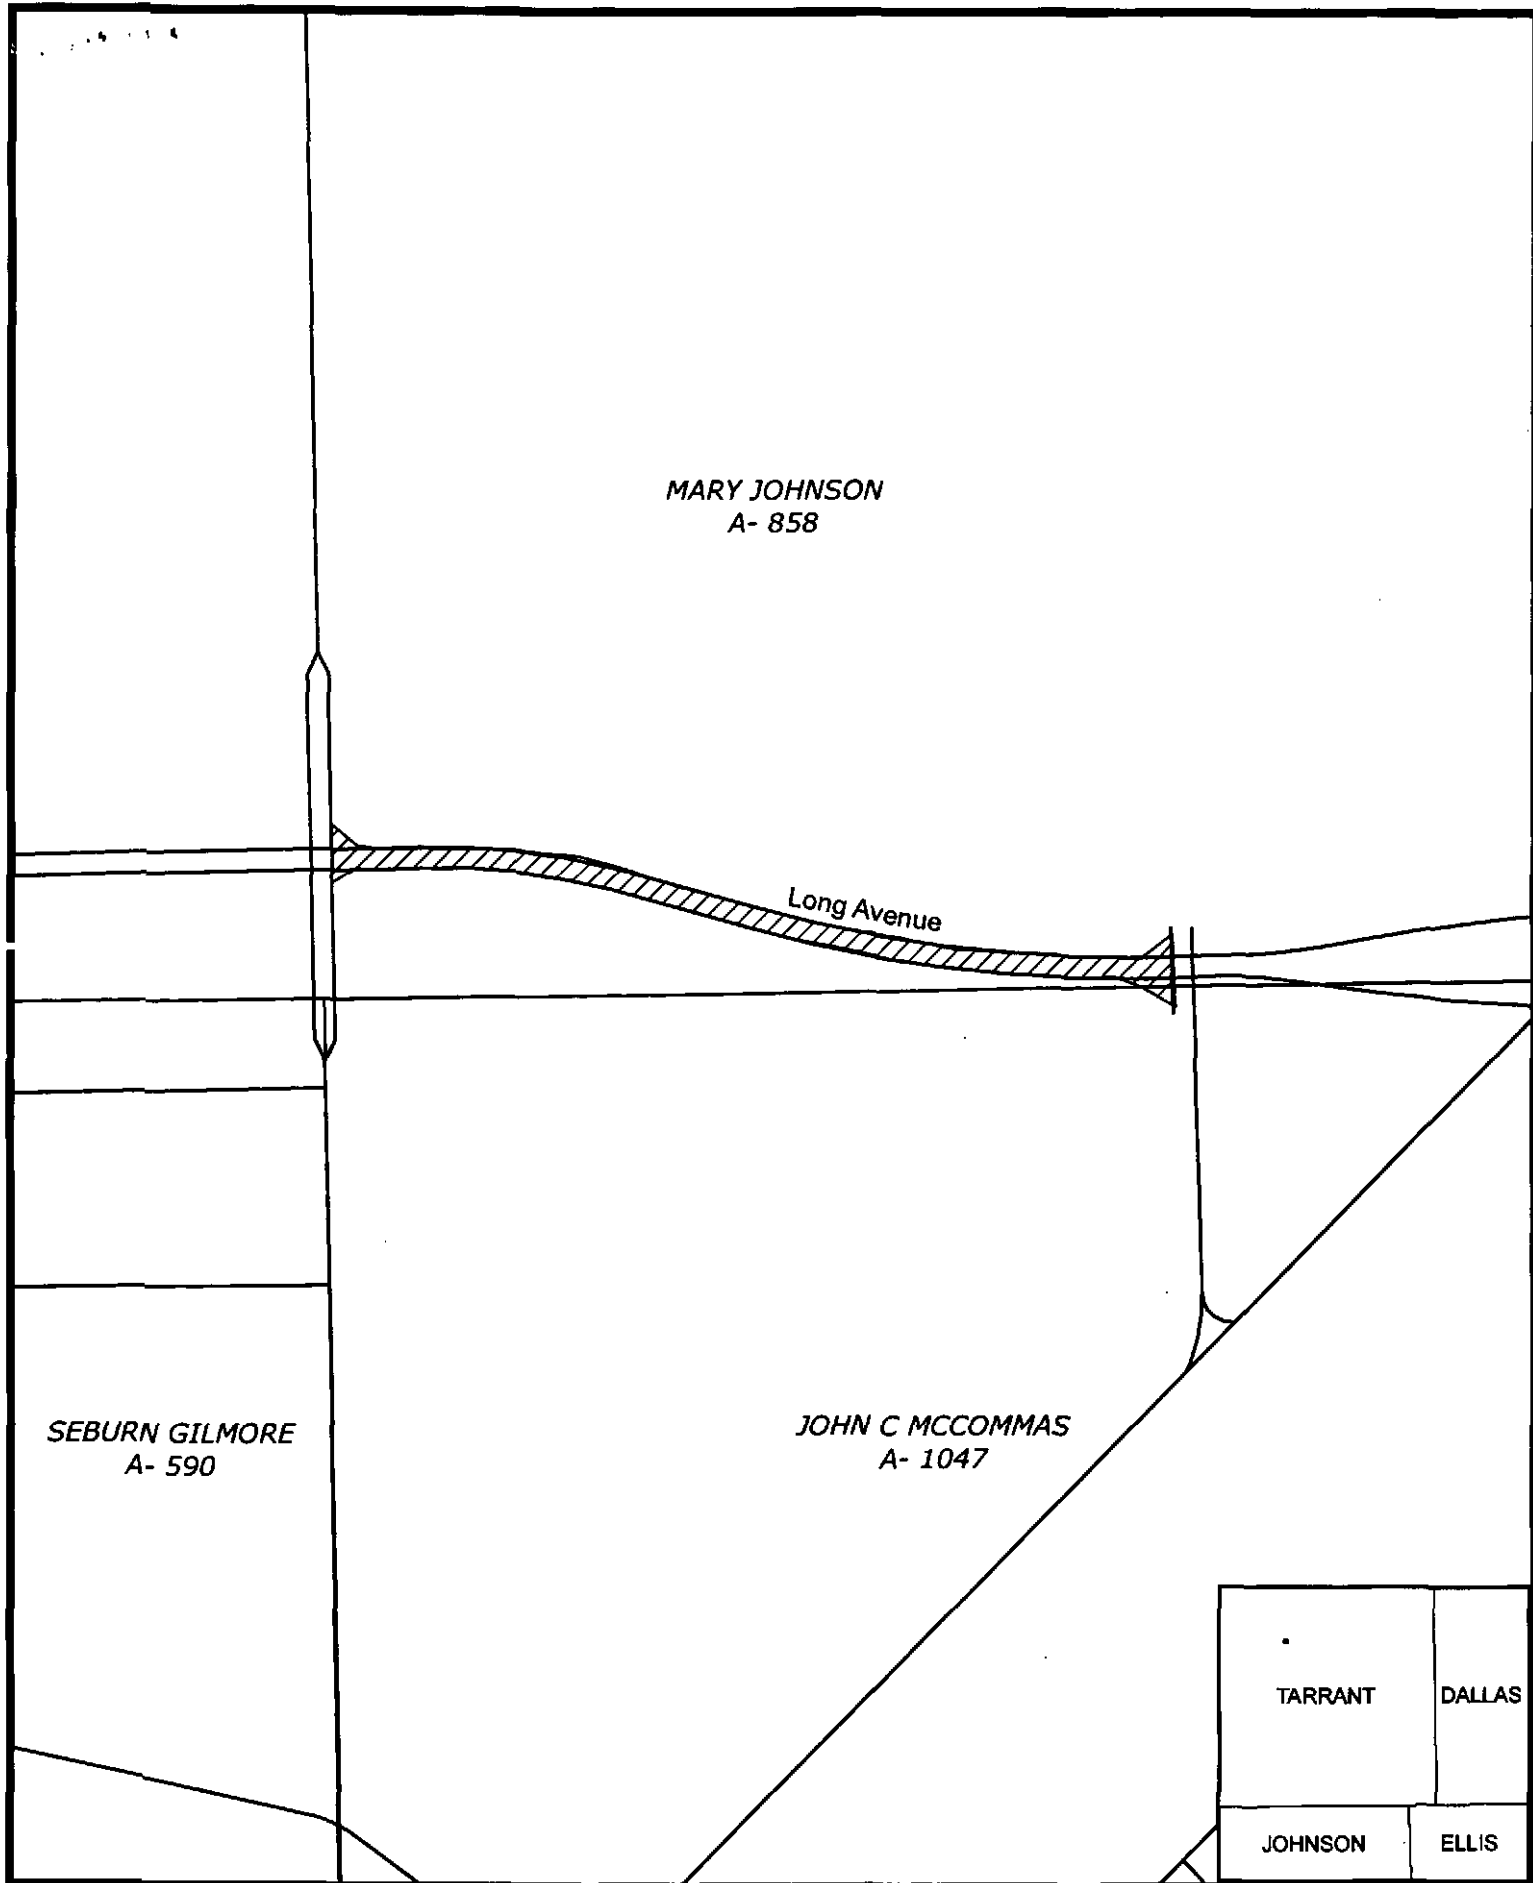 MARY JOHNSON
A- 858
Long Avenue
SEBURN GILMORE
A- 590
JOHN C MCCOMMAS
A- 1047
TARRANT
DALLAS
JOHNSON
ELLIS